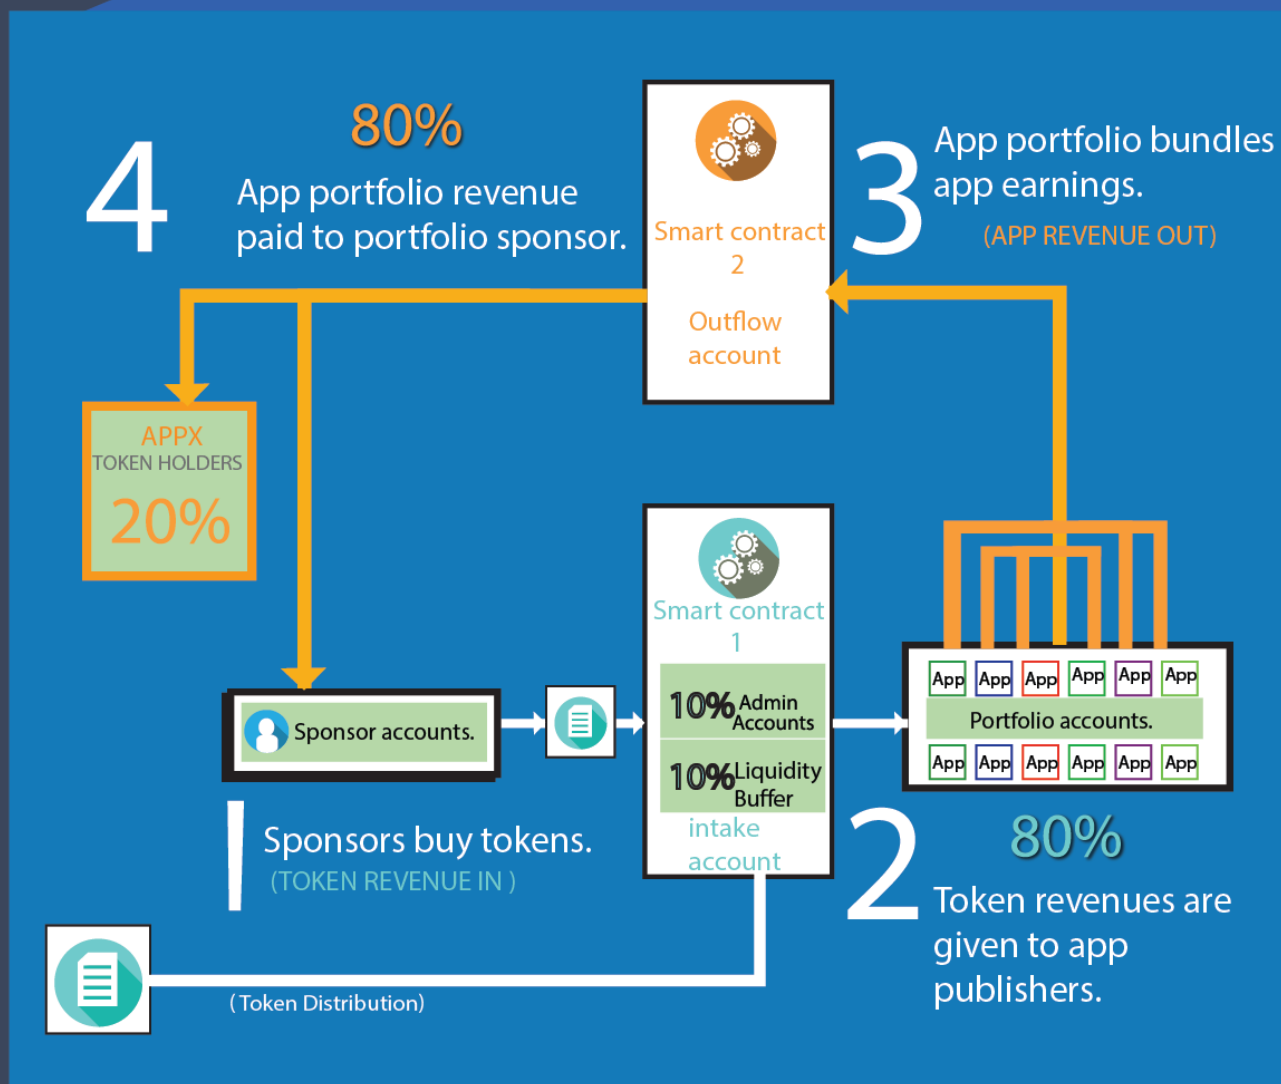 4
80%
App portfolio revenue
paid to portfolio sponsor.
Smart contract
2
Outflow
account
3
App portfolio bundles
app earnings.
(APP REVENUE OUT)
APPX
TOKEN HOLDERS
20%
Smart contract
1
10% Admin
Accounts
10% Liquidity
Buffer
intake
account
Sponsor accounts.
App App App App App App
Portfolio accounts.
App App App App App App
1
Sponsors buy tokens.
(TOKEN REVENUE IN )
2
80%
Token revenues are
given to app
publishers.
( Token Distribution)